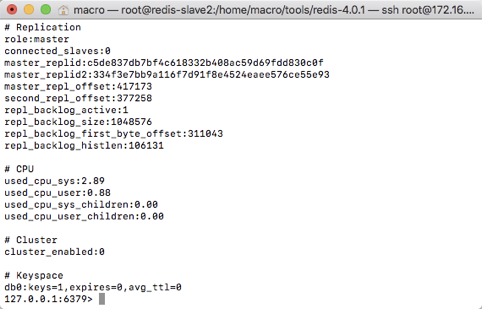 macro — root@redis-slave2:/home/macro/tools/redis-4.0.1 — ssh root@172.16....
# Replication
role:master
connected_slaves:0
master_replid:c5de837db7bf4c618332b408ac59d69fdd830c0f
master_replid2:334f3e7bb9a116f7d91f8e4524eaee576ce55e93
master_repl_offset:417173
second_repl_offset:377258
repl_backlog_active:1
repl_backlog_size:1048576
repl_backlog_first_byte_offset:311043
repl_backlog_histlen:106131

# CPU
used_cpu_sys:2.89
used_cpu_user:0.88
used_cpu_sys_children:0.00
used_cpu_user_children:0.00

# Cluster
cluster_enabled:0

# Keyspace
db0:keys=1,expires=0,avg_ttl=0
127.0.0.1:6379>